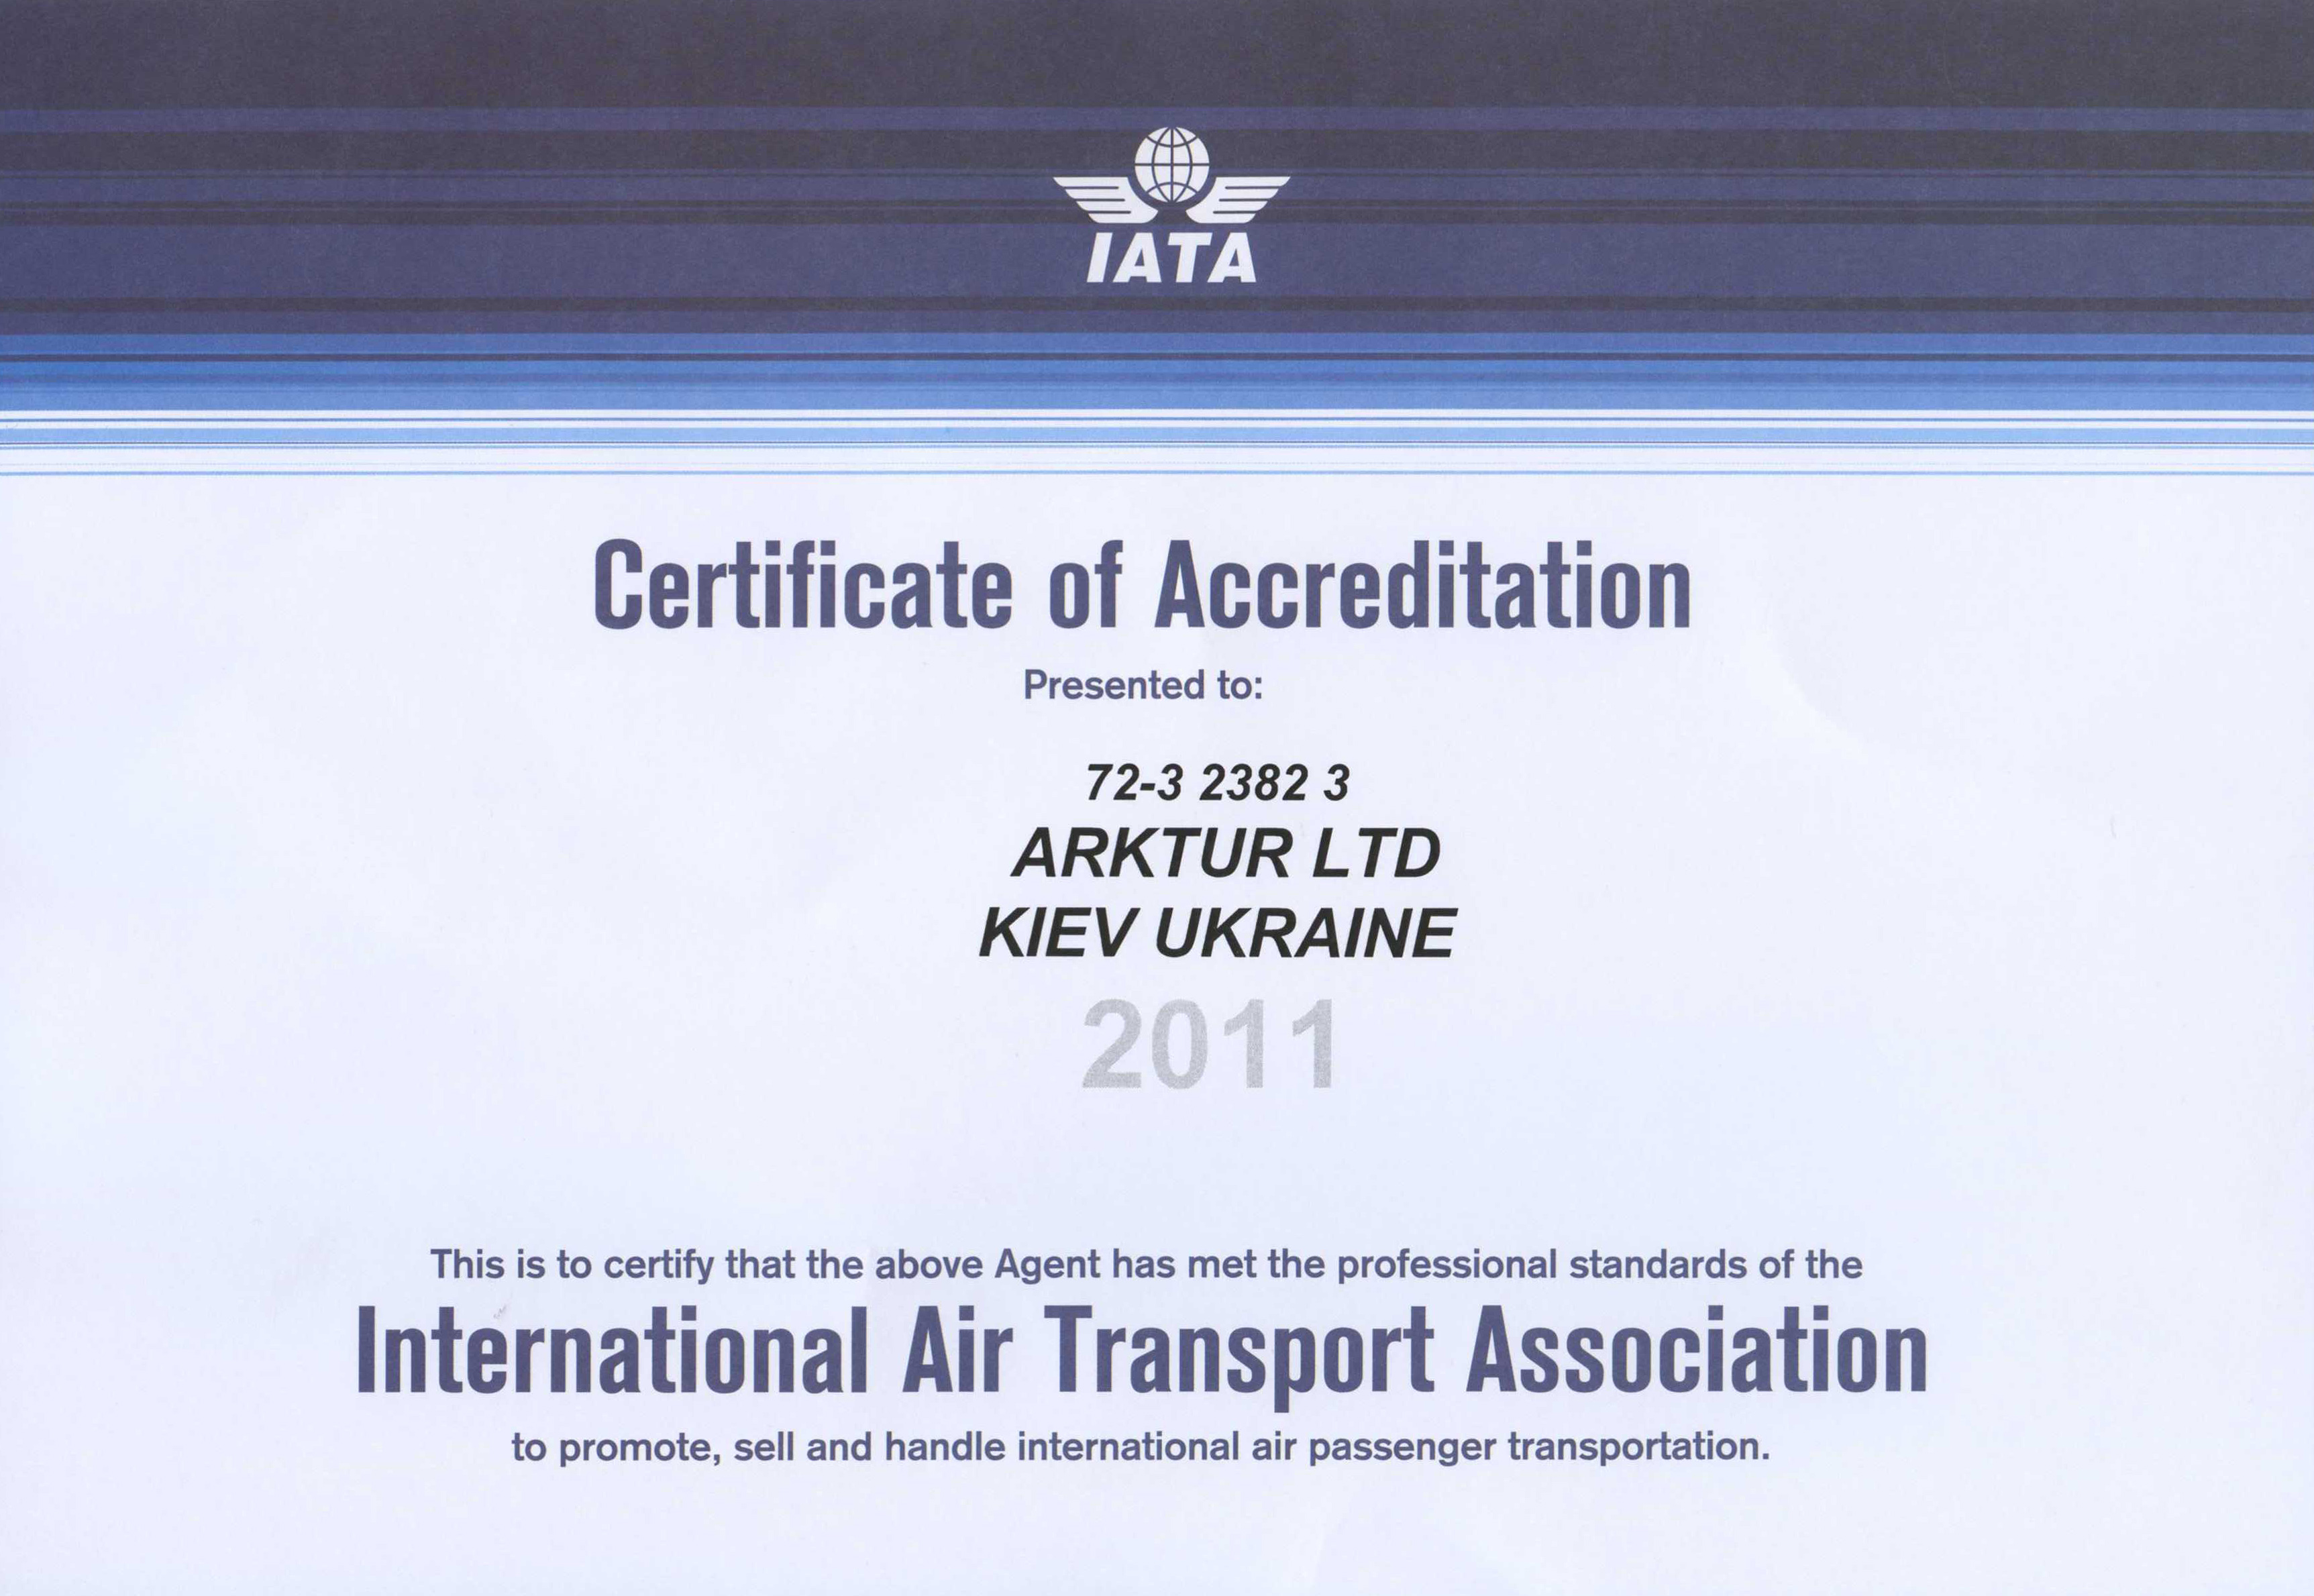 IATA
Certificate of Accreditation
Presented to:
72-3 2382 3
ARKTUR LTD
KIEV UKRAINE
2011
This is to certify that the above Agent has met the professional standards of the
International Air Transport Association
to promote, sell and handle international air passenger transportation.